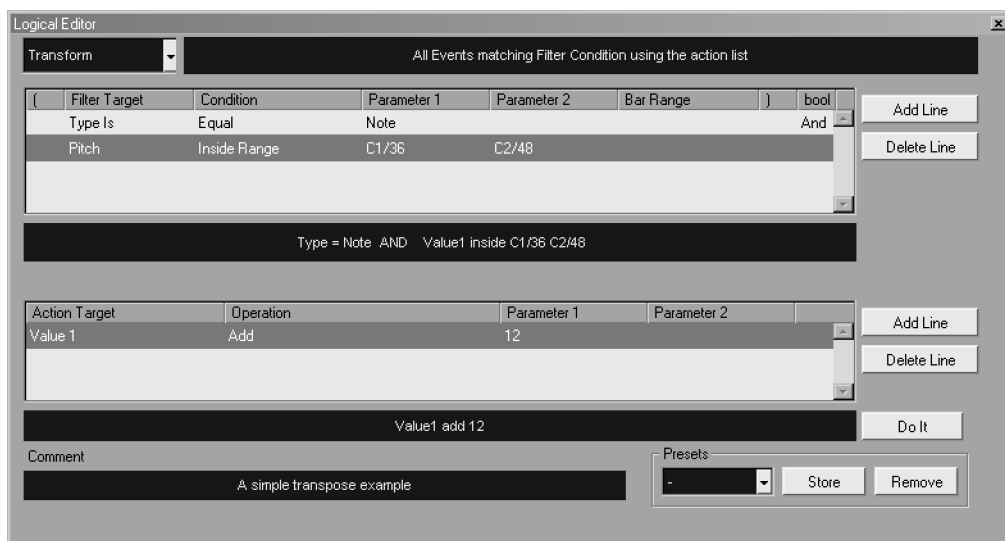 Logical Editor
Transform All Events matching Filter Condition using the action list
( Filter Target Condition Parameter 1 Parameter 2 Bar Range ) bool
Type Is Equal Note And
Pitch Inside Range C1/36 C2/48
Add Line
Delete Line
Type = Note AND Value1 inside C1/36 C2/48
Action Target Operation Parameter 1 Parameter 2
Value 1 Add 12
Add Line
Delete Line
Value1 add 12
Do It
Comment
A simple transpose example
Presets
- Store Remove